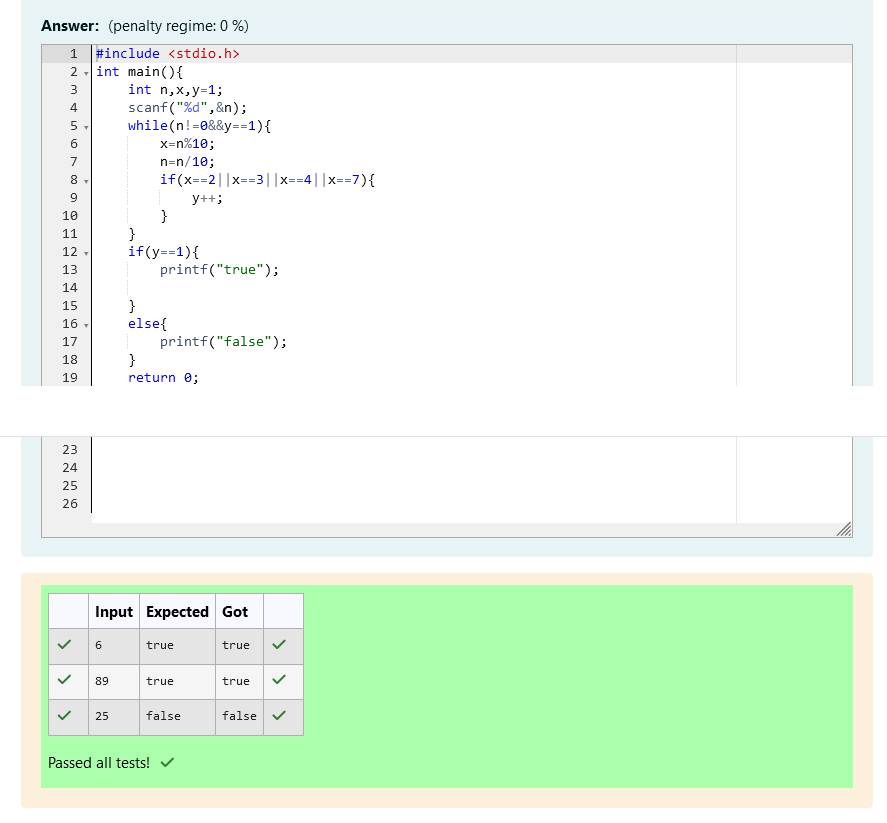 Answer: (penalty regime: 0 %)
1 #include <stdio.h>
2 int main(){
3     int n,x,y=1;
4     scanf("%d",&n);
5     while(n!=0&&y==1){
6         x=n%10;
7         n=n/10;
8         if(x==2||x==3||x==4||x==7){
9             y++;
10         }
11     }
12     if(y==1){
13         printf("true");
14
15     }
16     else{
17         printf("false");
18     }
19     return 0;
23
24
25
26
Input Expected Got
6 true true
89 true true
25 false false
Passed all tests!